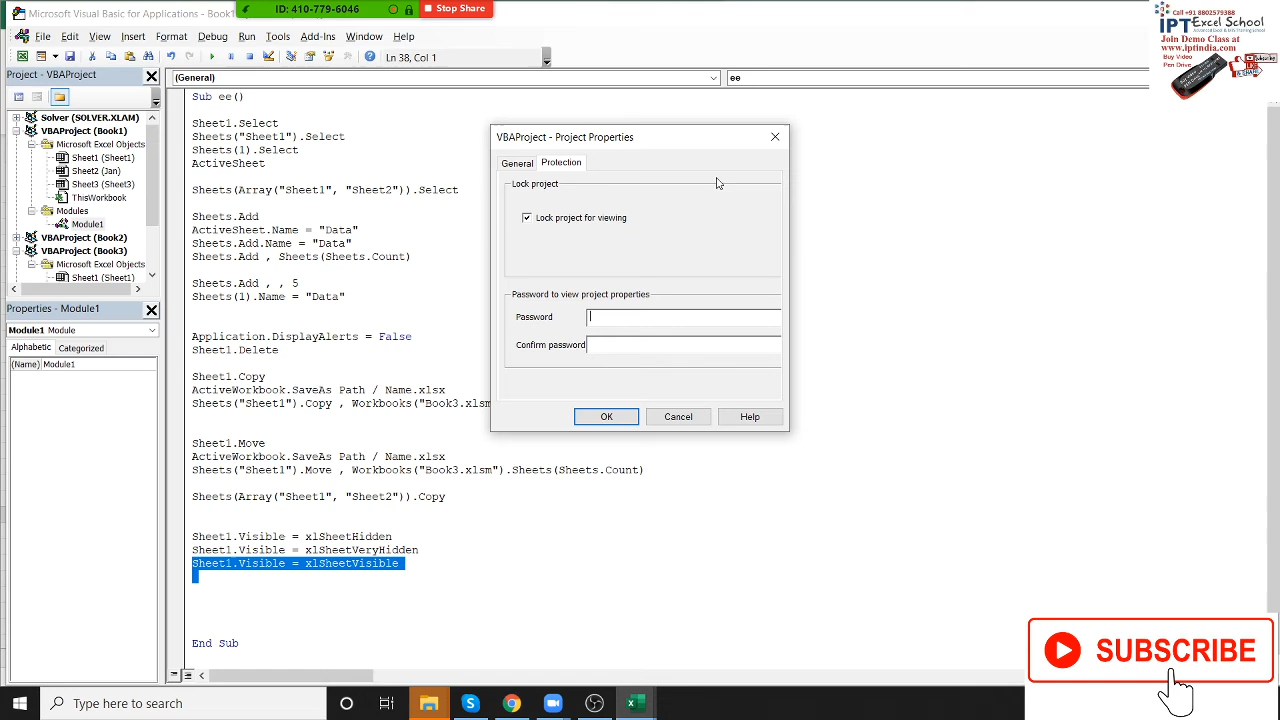 Microsoft Visual Basic for Applications - Book1
ID: 410-779-6046
Stop Share
Call +91 8802579388
IPT Excel School
Join Demo Class at
www.iptindia.com
Buy Video
Pen Drive
File Edit View Insert Format Debug Run Tools Add-Ins Window Help
Ln 38, Col 1
Project - VBAProject
(General)
ee
Solver (SOLVER.XLAM)
VBAProject (Book1)
Microsoft Excel Objects
Sheet1 (Sheet1)
Sheet2 (Jan)
Sheet3 (Sheet3)
ThisWorkbook
Modules
Module1
VBAProject (Book2)
VBAProject (Book3)
Microsoft Excel Objects
Sheet1 (Sheet1)
Properties - Module1
Module1 Module
Alphabetic Categorized
(Name) Module1
Sub ee()
Sheet1.Select
Sheets("Sheet1").Select
Sheets(1).Select
ActiveSheet
Sheets(Array("Sheet1", "Sheet2")).Select
Sheets.Add
ActiveSheet.Name = "Data"
Sheets.Add.Name = "Data"
Sheets.Add , Sheets(Sheets.Count)
Sheets.Add , , 5
Sheets(1).Name = "Data"
Application.DisplayAlerts = False
Sheet1.Delete
Sheet1.Copy
ActiveWorkbook.SaveAs Path / Name.xlsx
Sheets("Sheet1").Copy , Workbooks("Book3.xlsm
Sheet1.Move
ActiveWorkbook.SaveAs Path / Name.xlsx
Sheets("Sheet1").Move , Workbooks("Book3.xlsm").Sheets(Sheets.Count)
Sheets(Array("Sheet1", "Sheet2")).Copy
Sheet1.Visible = xlSheetHidden
Sheet1.Visible = xlSheetVeryHidden
Sheet1.Visible = xlSheetVisible
End Sub
VBAProject - Project Properties
General Protection
Lock project
Lock project for viewing
Password to view project properties
Password
Confirm password
OK Cancel Help
SUBSCRIBE
Type here to search